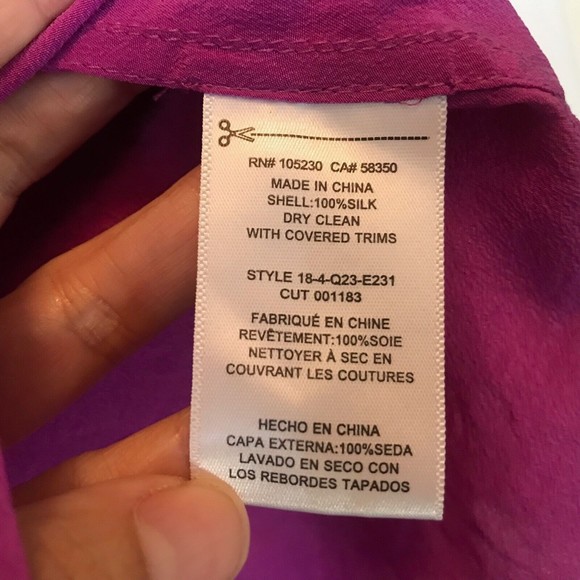 RN# 105230 CA# 58350
MADE IN CHINA
SHELL:100%SILK
DRY CLEAN
WITH COVERED TRIMS
STYLE 18-4-Q23-E231
CUT 001183
FABRIQUÉ EN CHINE
REVÊTEMENT:100%SOIE
NETTOYER À SEC EN
COUVRANT LES COUTURES
HECHO EN CHINA
CAPA EXTERNA:100%SEDA
LAVADO EN SECO CON
LOS REBORDES TAPADOS